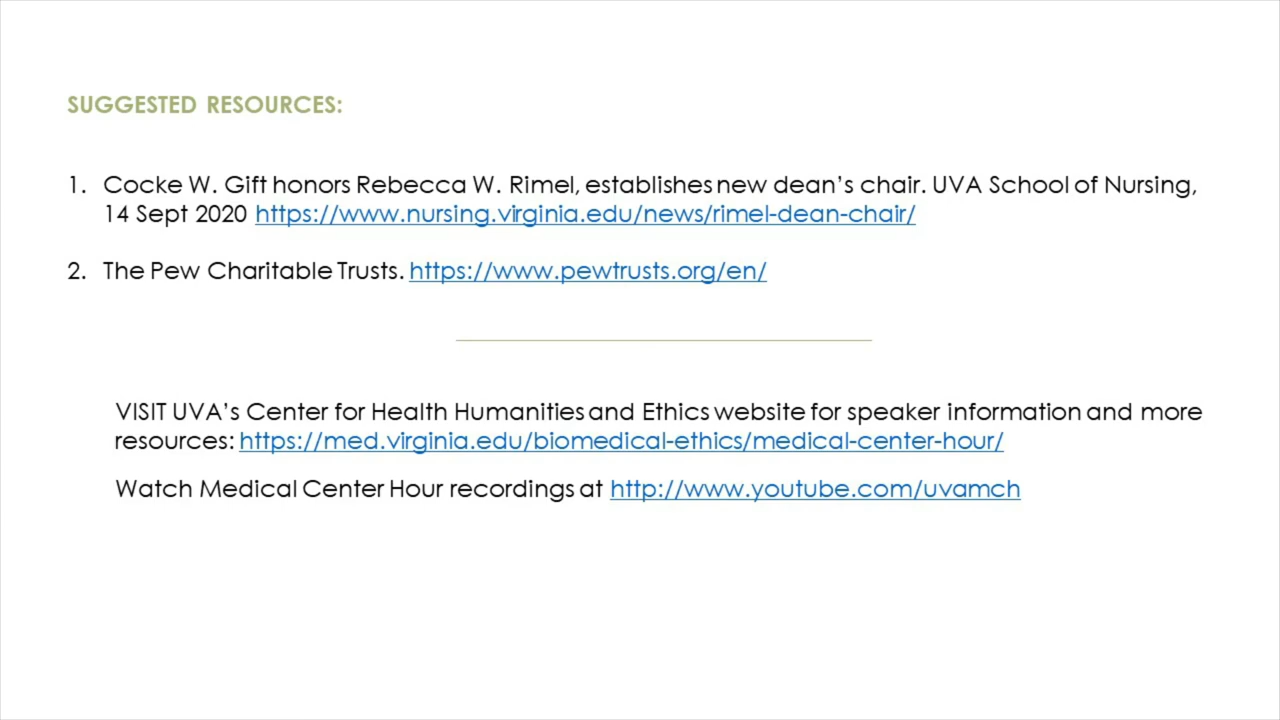 SUGGESTED RESOURCES:
1. Cocke W. Gift honors Rebecca W. Rimel, establishes new dean’s chair. UVA School of Nursing,
14 Sept 2020 https://www.nursing.virginia.edu/news/rimel-dean-chair/
2. The Pew Charitable Trusts. https://www.pewtrusts.org/en/
VISIT UVA’s Center for Health Humanities and Ethics website for speaker information and more
resources: https://med.virginia.edu/biomedical-ethics/medical-center-hour/
Watch Medical Center Hour recordings at http://www.youtube.com/uvamch